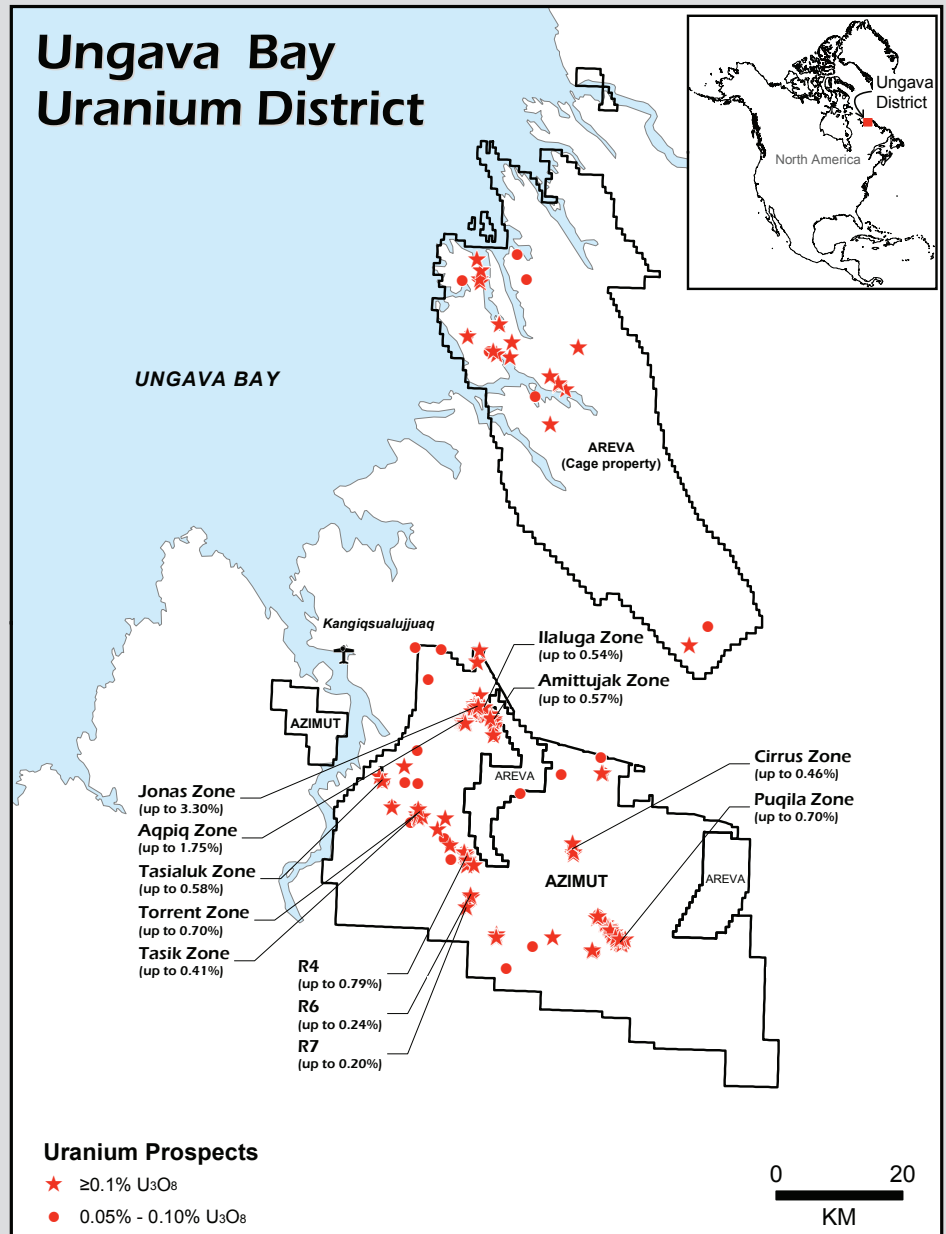 Ungava Bay
Uranium District
Ungava
District
North America
UNGAVA BAY
AREVA
(Cage property)
Kangiqsualujjuaq
Ilaluga Zone
(up to 0.54%)
Amittujak Zone
(up to 0.57%)
AZIMUT
Cirrus Zone
(up to 0.46%)
AREVA
Jonas Zone
(up to 3.30%)
Puqila Zone
(up to 0.70%)
Aqpiq Zone
(up to 1.75%)
Tasialuk Zone
(up to 0.58%)
AZIMUT
AREVA
Torrent Zone
(up to 0.70%)
Tasik Zone
(up to 0.41%)
R4
(up to 0.79%)
R6
(up to 0.24%)
R7
(up to 0.20%)
Uranium Prospects
≥0.1% U3O8
0.05% - 0.10% U3O8
0 20
KM